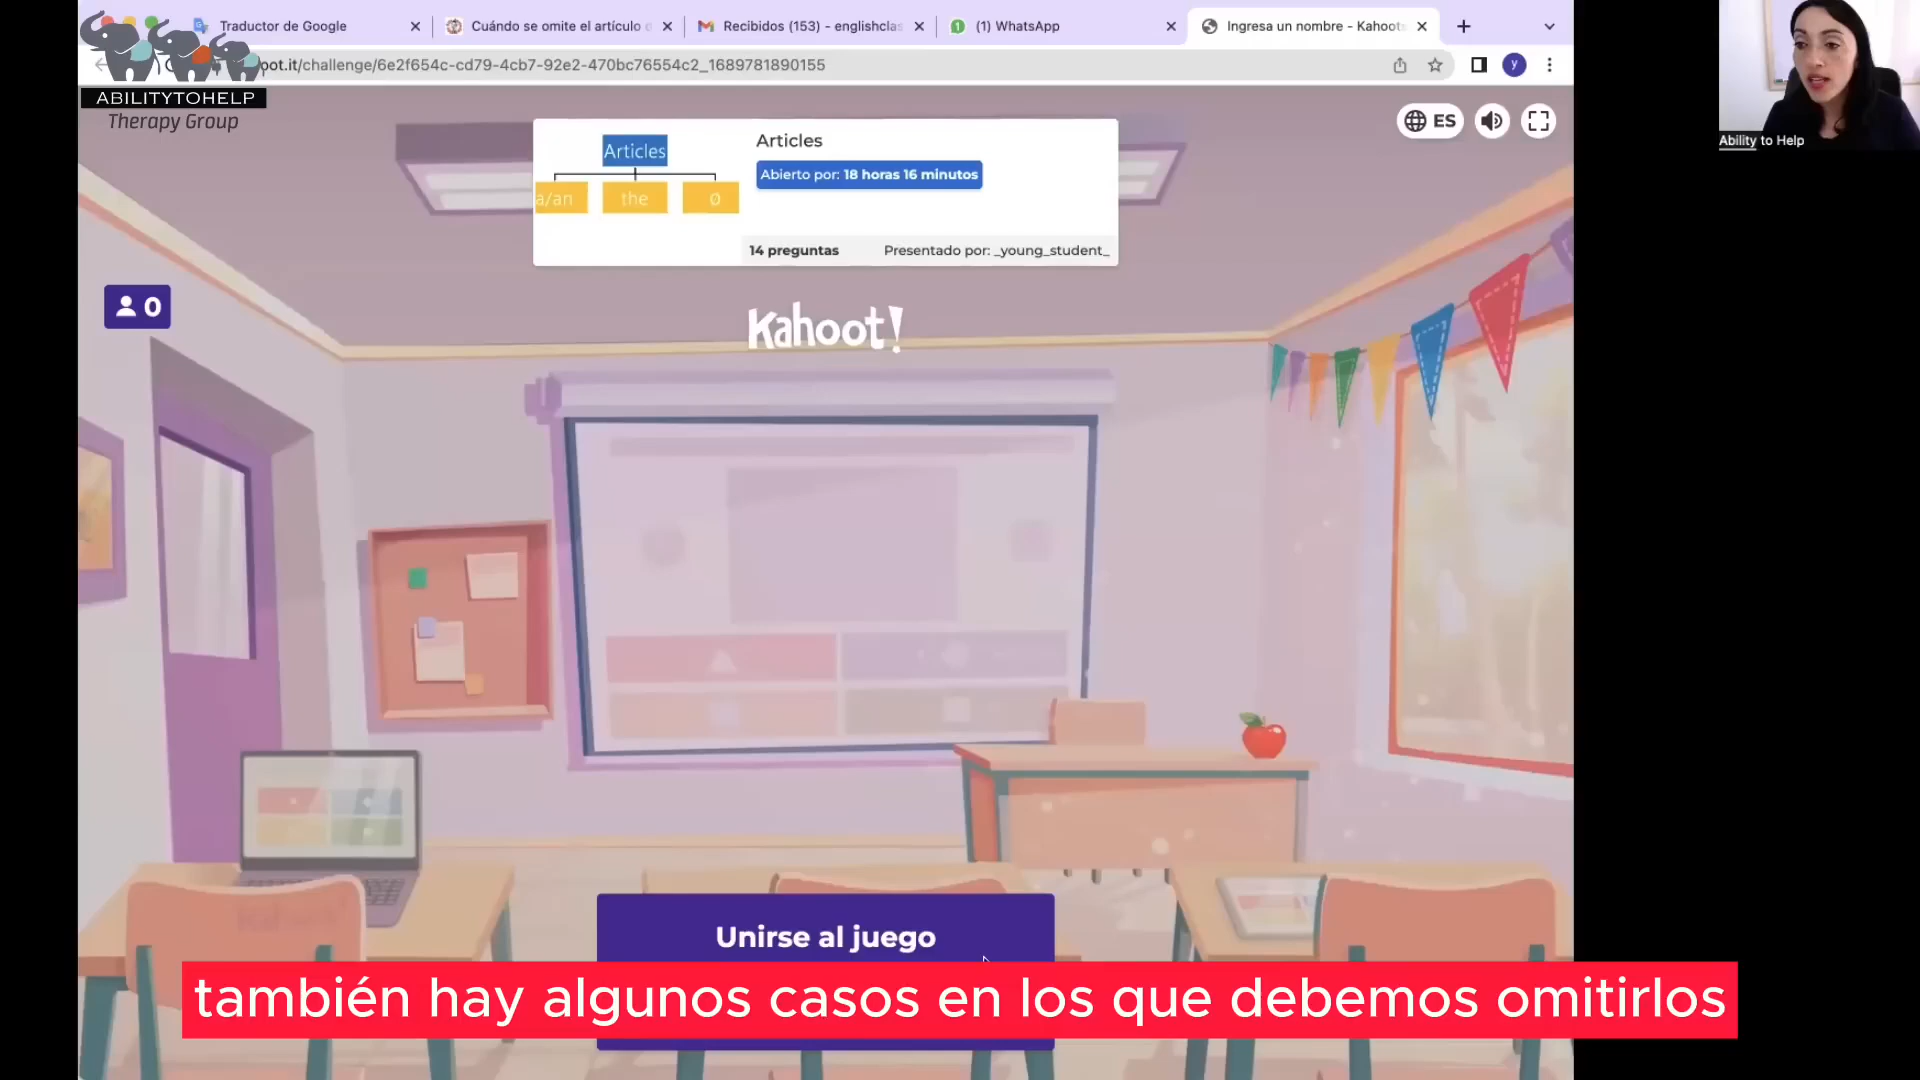 Traductor de Google
Cuándo se omite el artículo e
Recibidos (153) - englishclas
(1) WhatsApp
Ingresa un nombre - Kahoot
oot.it/challenge/6e2f654c-cd79-4cb7-92e2-470bc76554c2_1689781890155
y
ABILITYTOHELP
Therapy Group
Ability to Help
ES
Articles
a/an
the
Ø
Articles
Abierto por: 18 horas 16 minutos
14 preguntas
Presentado por: _young_student_
0
Kahoot!
Unirse al juego
también hay algunos casos en los que debemos omitirlos